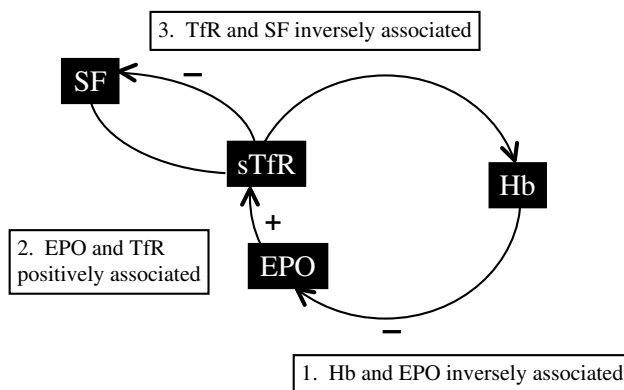 3. TfR and SF inversely associated
−
SF
sTfR
Hb
+
2. EPO and TfR
positively associated
EPO
−
1. Hb and EPO inversely associated